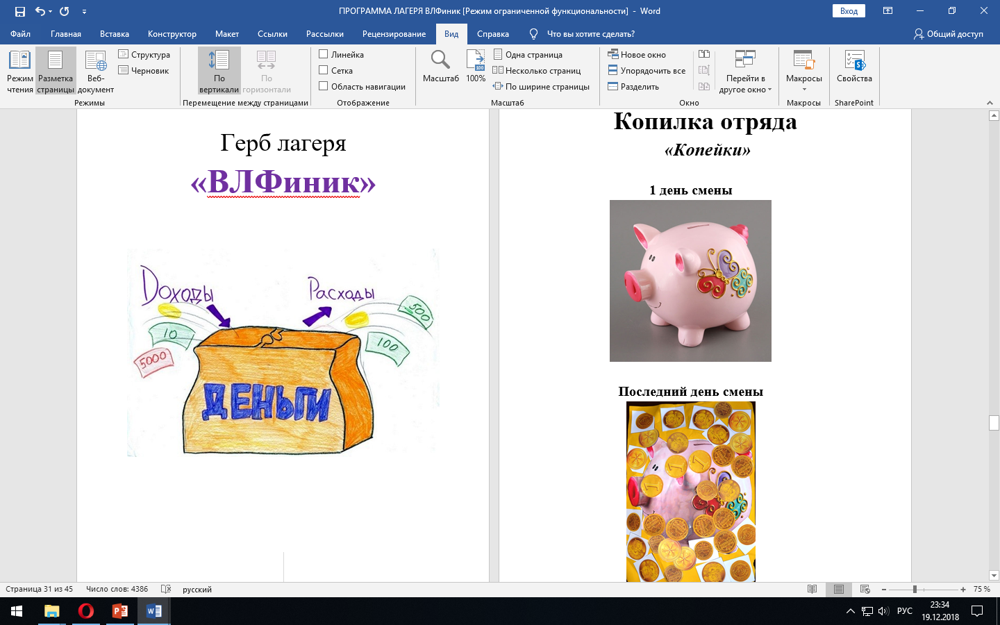 ПРОГРАММА ЛАГЕРЯ ВЛФиник [Режим ограниченной функциональности] - Word
Вход
Файл Главная Вставка Конструктор Макет Ссылки Рассылки Рецензирование Вид Справка Что вы хотите сделать? Общий доступ
Режим чтения
Разметка страницы
Веб-документ
Структура
Черновик
Режимы
По вертикали
По горизонтали
Перемещение между страницами
Линейка
Сетка
Область навигации
Отображение
Масштаб
100%
100
Одна страница
Несколько страниц
По ширине страницы
Масштаб
Новое окно
Упорядочить все
Разделить
Перейти в другое окно
Окно
Макросы
Макросы
Свойства
SharePoint
Герб лагеря
«ВЛФиник»
Доходы
Расходы
10
5000
500
100
ДЕНЬГИ
Копилка отряда
«Копейки»
1 день смены
Последний день смены
1 1
1
Страница 31 из 45 Число слов: 4386 русский 75 %
РУС
23:34
19.12.2018